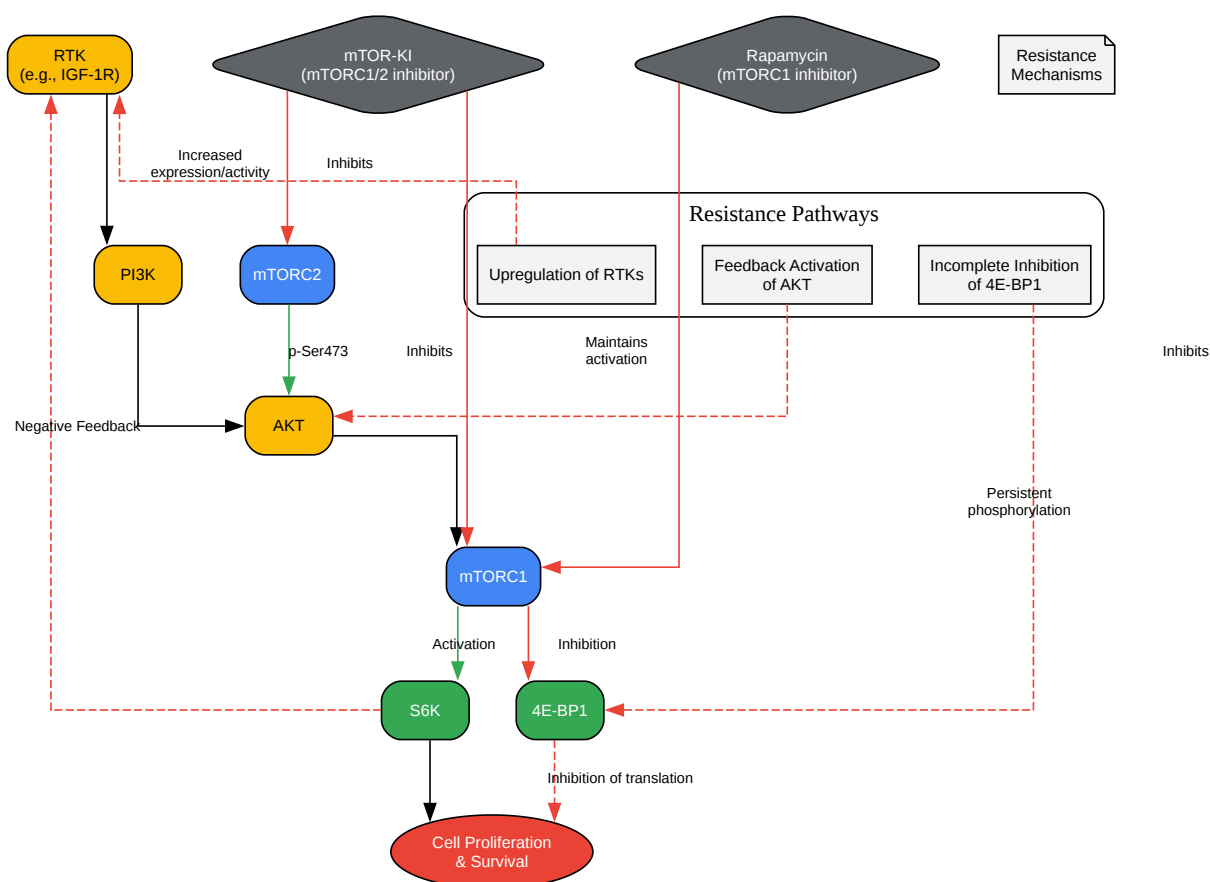 RTK
(e.g., IGF-1R)
mTOR-KI
(mTORC1/2 inhibitor)
Rapamycin
(mTORC1 inhibitor)
Resistance
Mechanisms
Increased
expression/activity
Inhibits
Resistance Pathways
PI3K
mTORC2
Upregulation of RTKs
Feedback Activation
of AKT
Incomplete Inhibition
of 4E-BP1
p-Ser473
Inhibits
Maintains
activation
Inhibits
Negative Feedback
AKT
Persistent
phosphorylation
mTORC1
Activation
Inhibition
S6K
4E-BP1
Inhibition of translation
Cell Proliferation
& Survival